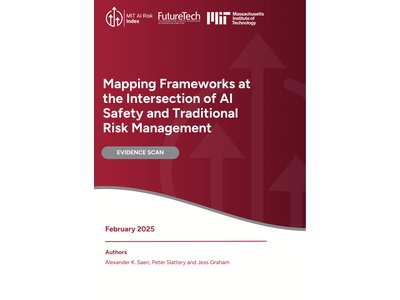 MIT AI Risk
Index
FutureTech
Massachusetts
Institute of
Technology
Mapping Frameworks at
the Intersection of AI
Safety and Traditional
Risk Management
EVIDENCE SCAN
February 2025
Authors
Alexander K. Saeri, Peter Slattery and Jess Graham